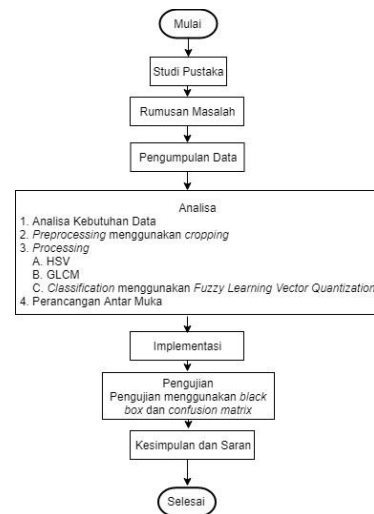 Mulai
Studi Pustaka
Rumusan Masalah
Pengumpulan Data
Analisa
1. Analisa Kebutuhan Data
2. Preprocessing menggunakan cropping
3. Processing
A. HSV
B. GLCM
C. Classification menggunakan Fuzzy Learning Vector Quantization
4. Perancangan Antar Muka
Implementasi
Pengujian
Pengujian menggunakan black
box dan confusion matrix
Kesimpulan dan Saran
Selesai